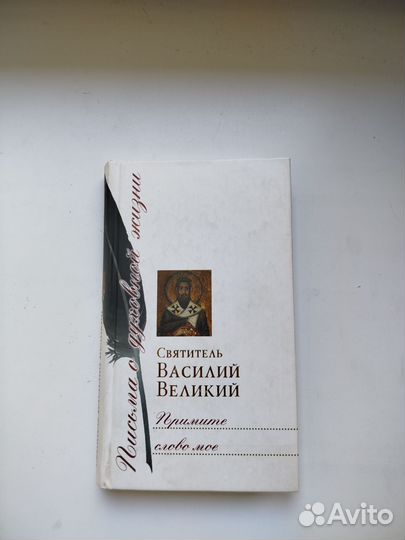 Письма о духовной жизни
Святитель
Василий
Великий
Примите
слово мое
Avito